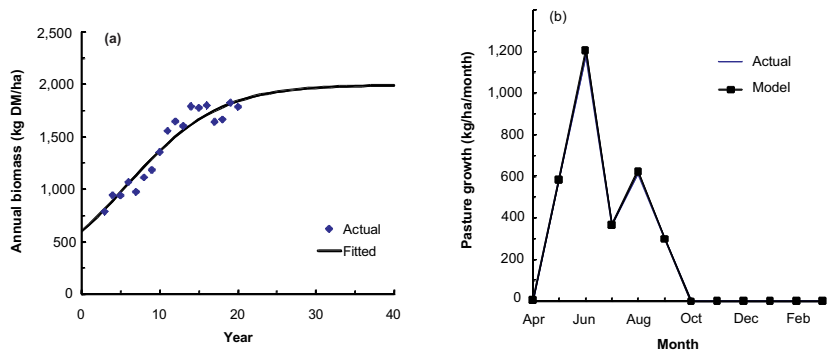 (a)
Annual biomass (kg DM/ha)
2,500
2,000
1,500
1,000
500
0
0 10 20 30 40
Year
Actual
Fitted
(b)
Pasture growth (kg/ha/month)
1,200
1,000
800
600
400
200
0
Apr Jun Aug Oct Dec Feb
Month
Actual
Model